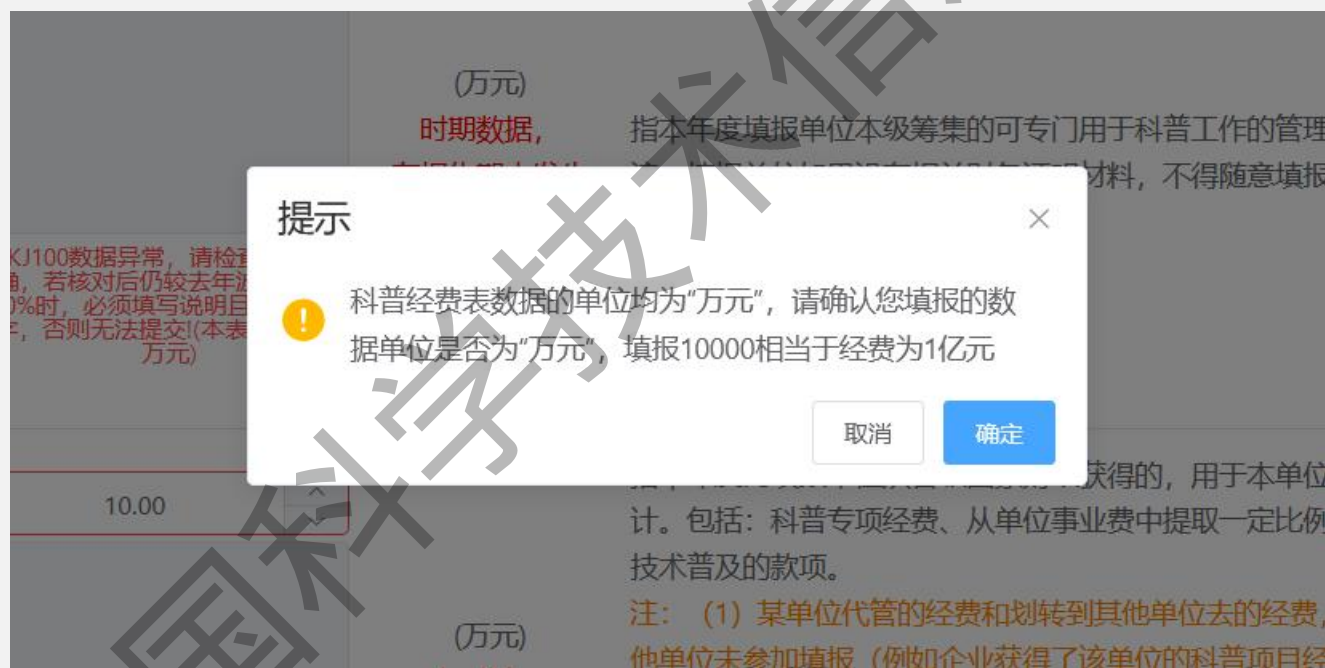 (万元)
时期数据，
指本年度填报单位本级筹集的可专门用于科普工作的管理
材料，不得随意填报
提示
KJ100数据异常，请检查
，若核对后仍较去年波
0%时，必须填写说明且
，否则无法提交!(本表
万元)
科普经费表数据的单位均为“万元”，请确认您填报的数
据单位是否为“万元”，填报10000相当于经费为1亿元
取消
确定
10.00
获得的，用于本单位
计。包括：科普专项经费、从单位事业费中提取一定比例
技术普及的款项。
注：（1）某单位代管的经费和划转到其他单位去的经费，
(万元)
他单位未参加填报（例如企业获得了该单位的科普项目经
国科学技术信